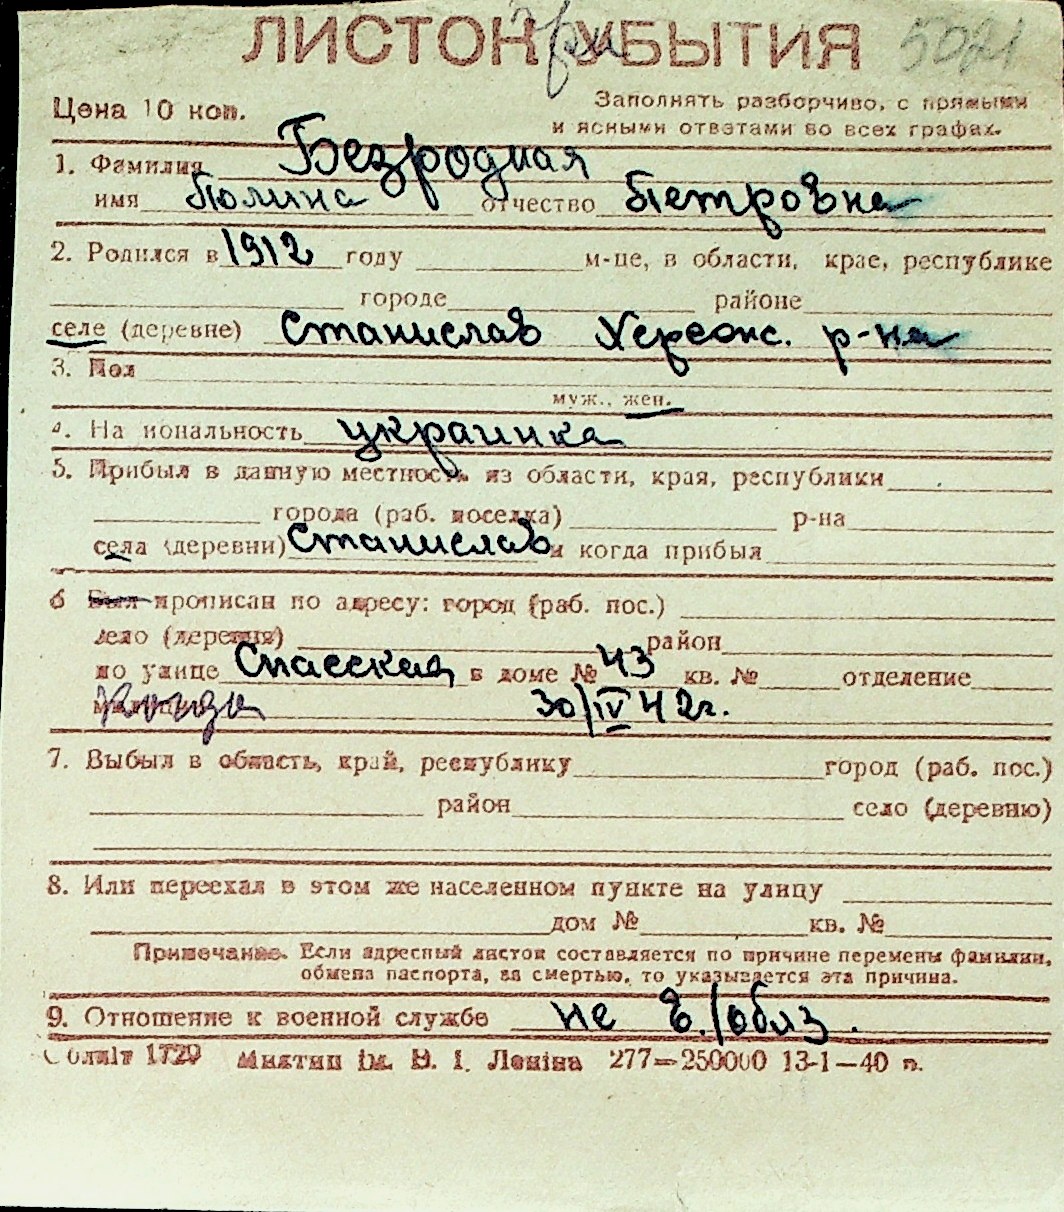 ЛИСТОК УБЫТИЯ 5021
Цена 10 коп.
Заполнять разборчиво, с прямыми
и ясными ответами во всех графах.
1. Фамилия Безродная
имя Полина отчество Петровна
2. Родился в 1912 году м-це, в области, крае, республике
городе районе
селе (деревне) Станислав Херсонс. р-на
3. Пол
муж., жен.
4. На иональность украинка
5. Прибыл в данную местность из области, края, республики
города (раб. поселка) р-на
села (деревни) Станислав и когда прибыл
6 Был прописан по адресу: город (раб. пос.)
село (деревня) район
по улице Спасская в доме № 43 кв. № отделение
30/IV 42г.
7. Выбыл в область, край, республику город (раб. пос.)
район село (деревню)
8. Или переехал в этом же населенном пункте на улицу
дом № кв. №
Примечание. Если адресный листок составляется по причине перемены фамилии,
обмена паспорта, за смертью, то указывается эта причина.
9. Отношение к военной службе не в/обяз.
Облліт 1720 Миктип ім. В. І. Леніна 277—250000 13-1—40 п.